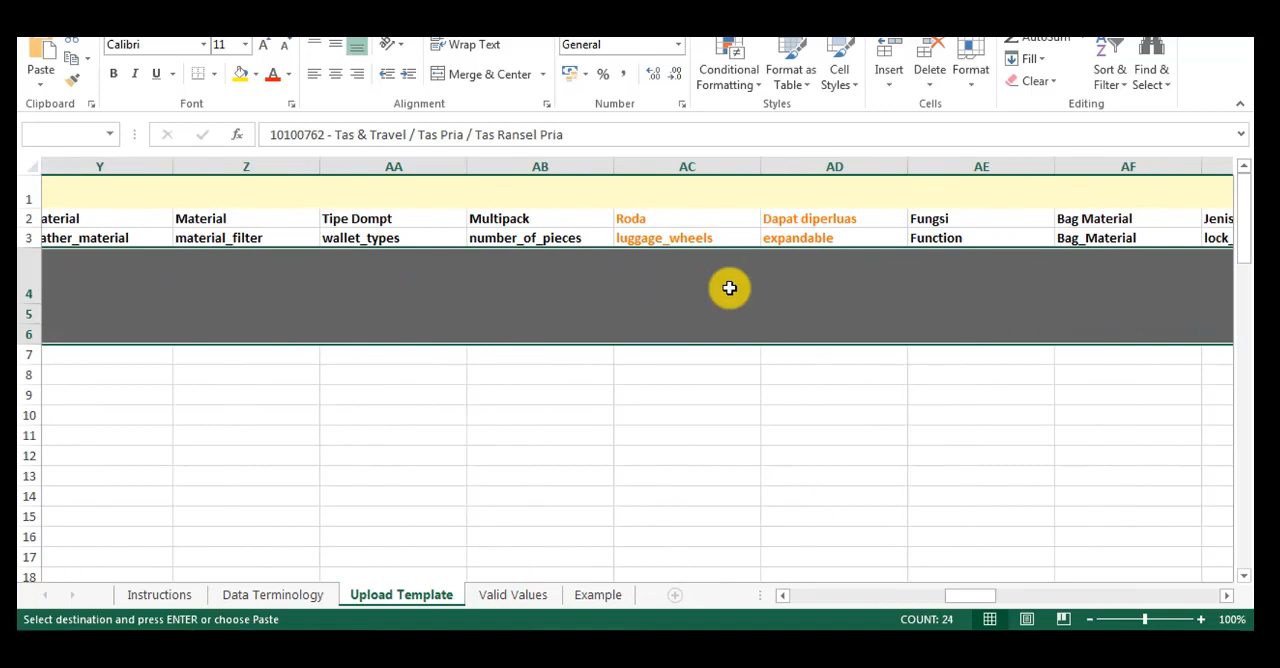 Calibri 11 Wrap Text General AutoSum
Paste B I U Merge & Center % Conditional Formatting Format as Table Cell Styles Insert Delete Format Fill Clear Sort & Filter Find & Select
Clipboard Font Alignment Number Styles Cells Editing
fx 10100762 - Tas & Travel / Tas Pria / Tas Ransel Pria
Y Z AA AB AC AD AE AF
1
2 aterial Material Tipe Dompt Multipack Roda Dapat diperluas Fungsi Bag Material Jenis
3 ather_material material_filter wallet_types number_of_pieces luggage_wheels expandable Function Bag_Material lock_
4
5
6
7
8
9
10
11
12
13
14
15
16
17
18
Instructions Data Terminology Upload Template Valid Values Example
Select destination and press ENTER or choose Paste COUNT: 24 100%